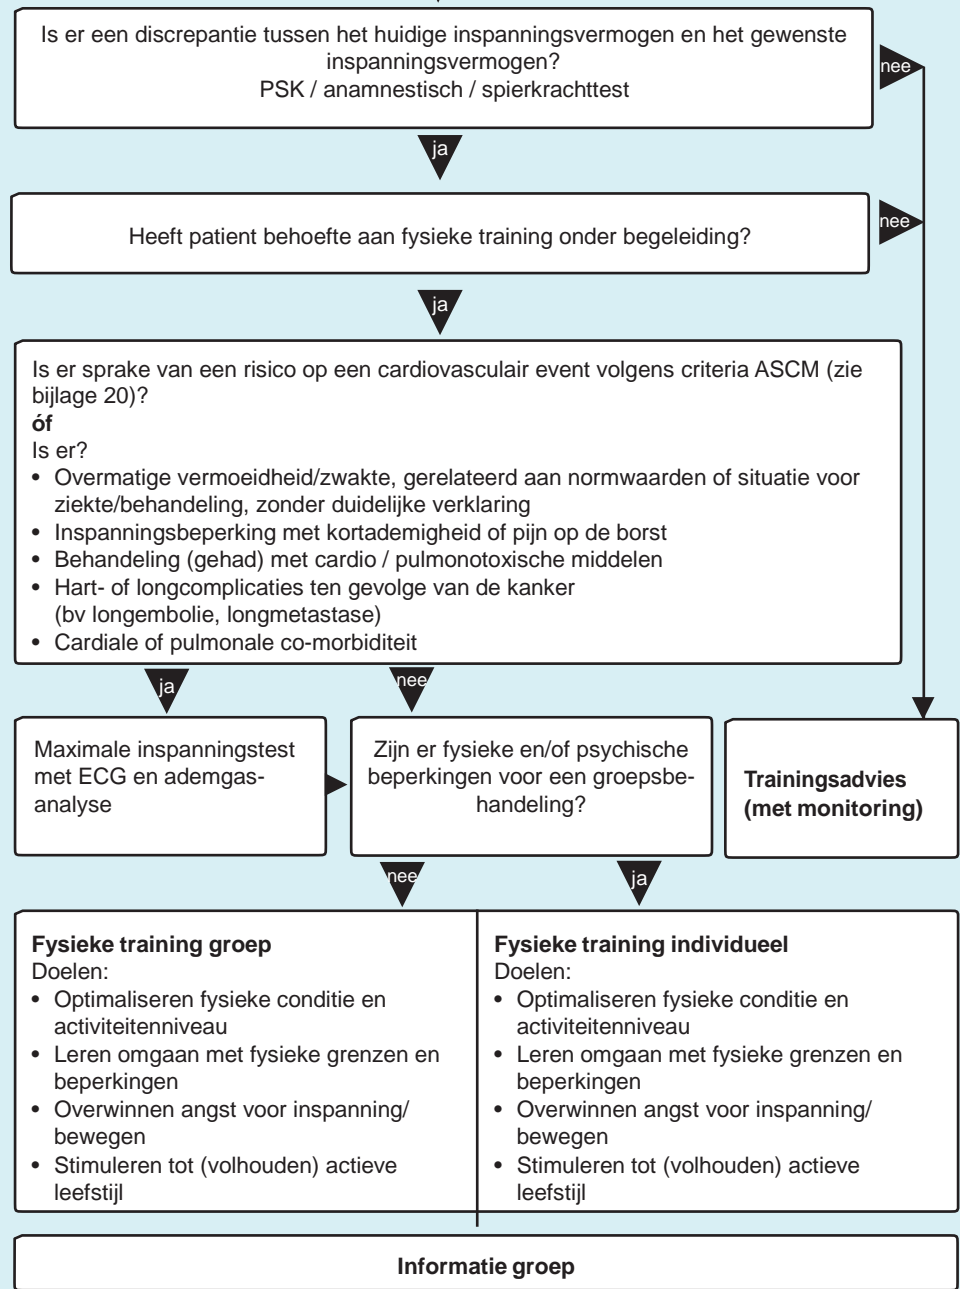 Is er een discrepantie tussen het huidige inspanningsvermogen en het gewenste
inspanningsvermogen?
PSK / anamnestisch / spierkrachttest
nee
ja
Heeft patient behoefte aan fysieke training onder begeleiding?
nee
ja
Is er sprake van een risico op een cardiovasculair event volgens criteria ASCM (zie
bijlage 20)?
óf
Is er?
• Overmatige vermoeidheid/zwakte, gerelateerd aan normwaarden of situatie voor
ziekte/behandeling, zonder duidelijke verklaring
• Inspanningsbeperking met kortademigheid of pijn op de borst
• Behandeling (gehad) met cardio / pulmonotoxische middelen
• Hart- of longcomplicaties ten gevolge van de kanker
(bv longembolie, longmetastase)
• Cardiale of pulmonale co-morbiditeit
ja
nee
Maximale inspanningstest
met ECG en ademgas-
analyse
Zijn er fysieke en/of psychische
beperkingen voor een groepsbe-
handeling?
Trainingsadvies
(met monitoring)
nee
ja
Fysieke training groep
Doelen:
• Optimaliseren fysieke conditie en
activiteitenniveau
• Leren omgaan met fysieke grenzen en
beperkingen
• Overwinnen angst voor inspanning/
bewegen
• Stimuleren tot (volhouden) actieve
leefstijl
Fysieke training individueel
Doelen:
• Optimaliseren fysieke conditie en
activiteitenniveau
• Leren omgaan met fysieke grenzen en
beperkingen
• Overwinnen angst voor inspanning/
bewegen
• Stimuleren tot (volhouden) actieve
leefstijl
Informatie groep